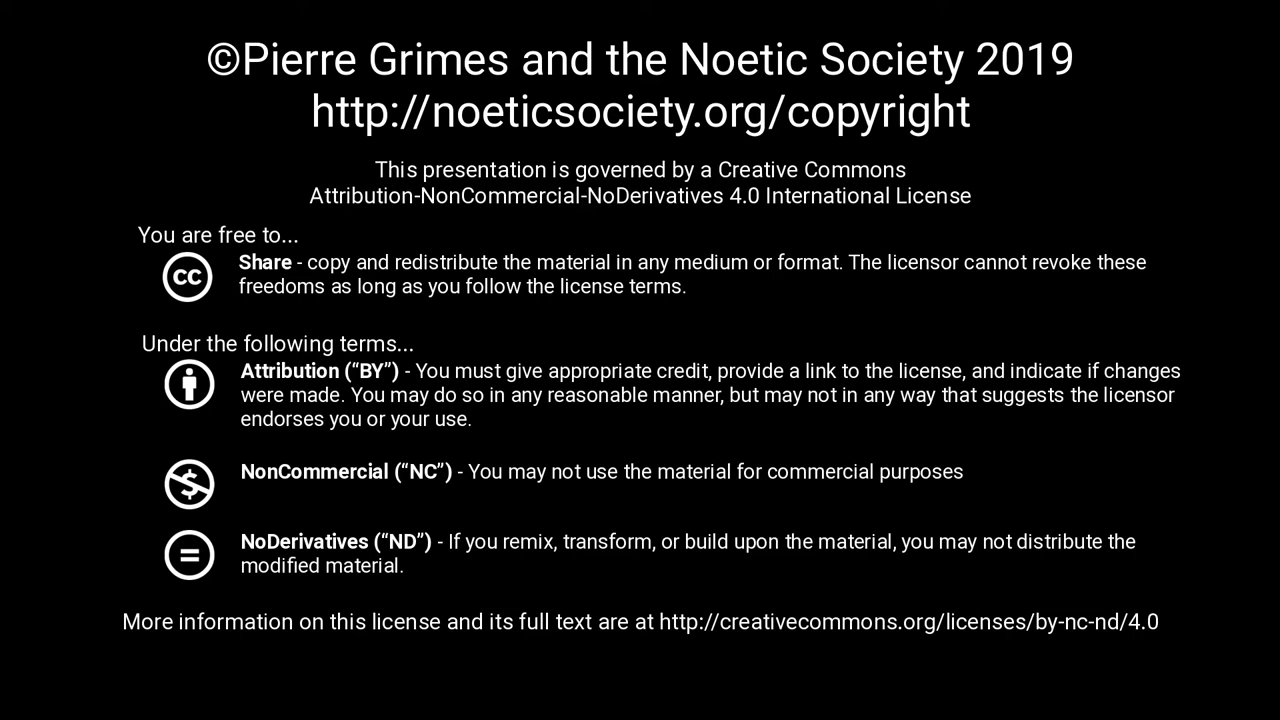 ©Pierre Grimes and the Noetic Society 2019
http://noeticsociety.org/copyright
This presentation is governed by a Creative Commons
Attribution-NonCommercial-NoDerivatives 4.0 International License
You are free to...
Share - copy and redistribute the material in any medium or format. The licensor cannot revoke these
freedoms as long as you follow the license terms.
Under the following terms...
Attribution (“BY”) - You must give appropriate credit, provide a link to the license, and indicate if changes
were made. You may do so in any reasonable manner, but may not in any way that suggests the licensor
endorses you or your use.
NonCommercial (“NC”) - You may not use the material for commercial purposes
NoDerivatives (“ND”) - If you remix, transform, or build upon the material, you may not distribute the
modified material.
More information on this license and its full text are at http://creativecommons.org/licenses/by-nc-nd/4.0